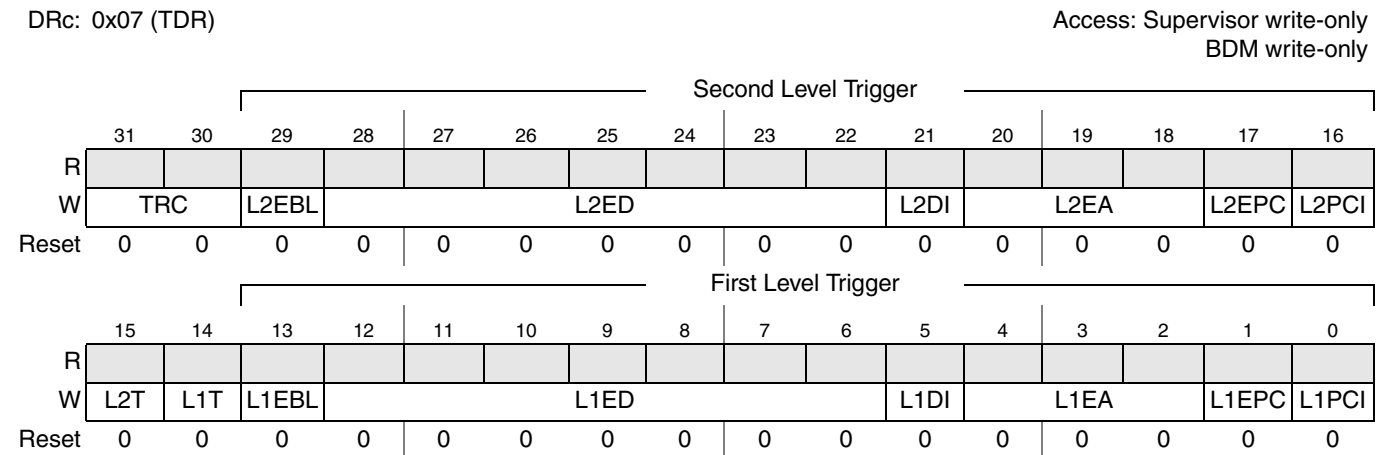 DRc: 0x07 (TDR) Access: Supervisor write-only
BDM write-only
Second Level Trigger
31 30 29 28 27 26 25 24 23 22 21 20 19 18 17 16
R
W TRC L2EBL L2ED L2DI L2EA L2EPC L2PCI
Reset 0 0 0 0 0 0 0 0 0 0 0 0 0 0 0 0
First Level Trigger
15 14 13 12 11 10 9 8 7 6 5 4 3 2 1 0
R
W L2T L1T L1EBL L1ED L1DI L1EA L1EPC L1PCI
Reset 0 0 0 0 0 0 0 0 0 0 0 0 0 0 0 0